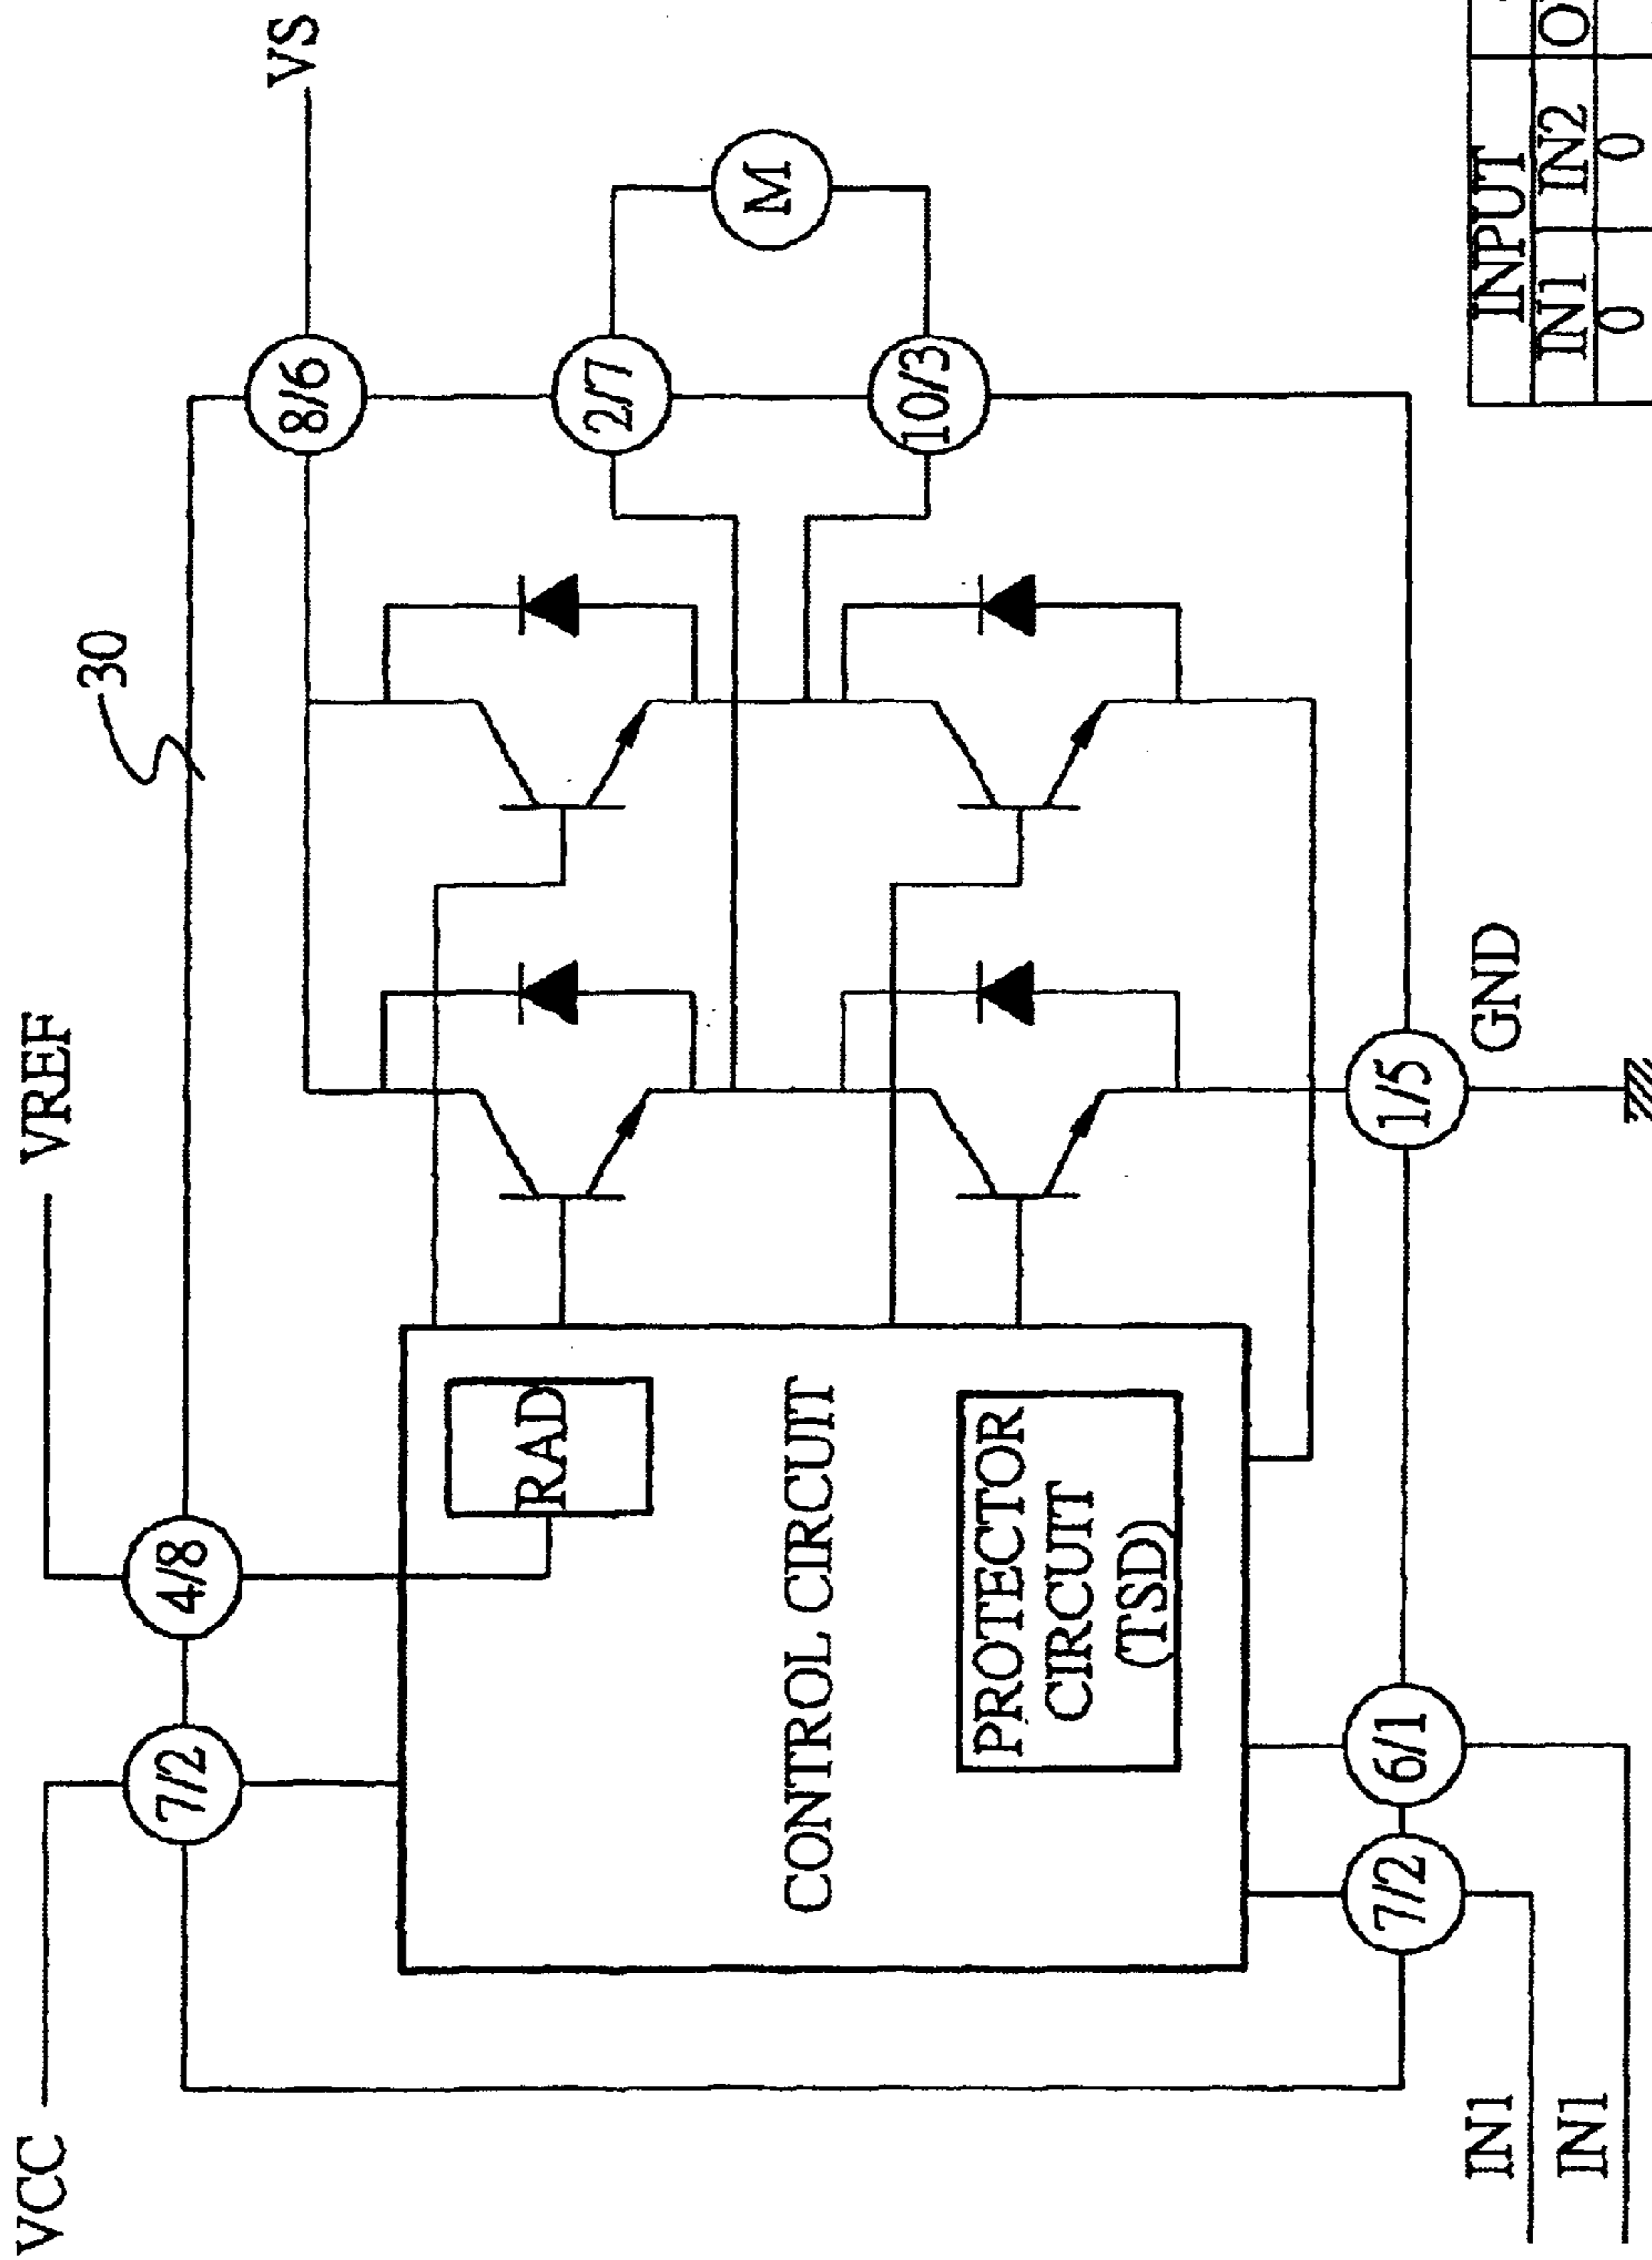 VCC
VREF
30
VS
7/2
4/8
8/6
RAD
CONTROL CIRCUIT
PROTECTOR
CIRCUIT
(TSD)
2/7
M
10/3
7/2
6/1
1/5
GND
IN1
IN1
INPUT
IN1 IN2 O
0 0